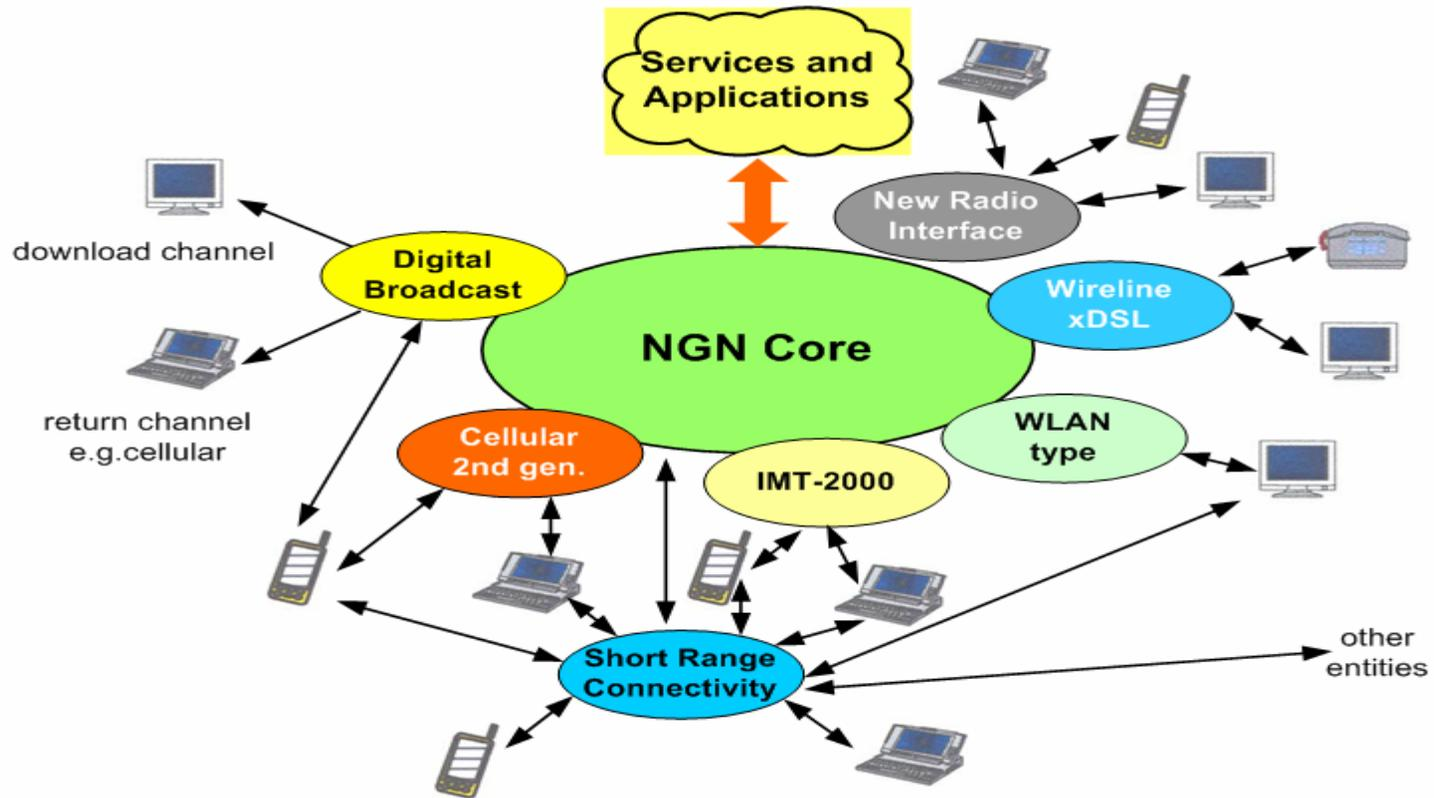 Services and
Applications
New Radio
Interface
download channel
Digital
Broadcast
Wireline
xDSL
NGN Core
return channel
e.g.cellular
Cellular
2nd gen.
IMT-2000
WLAN
type
Short Range
Connectivity
other
entities